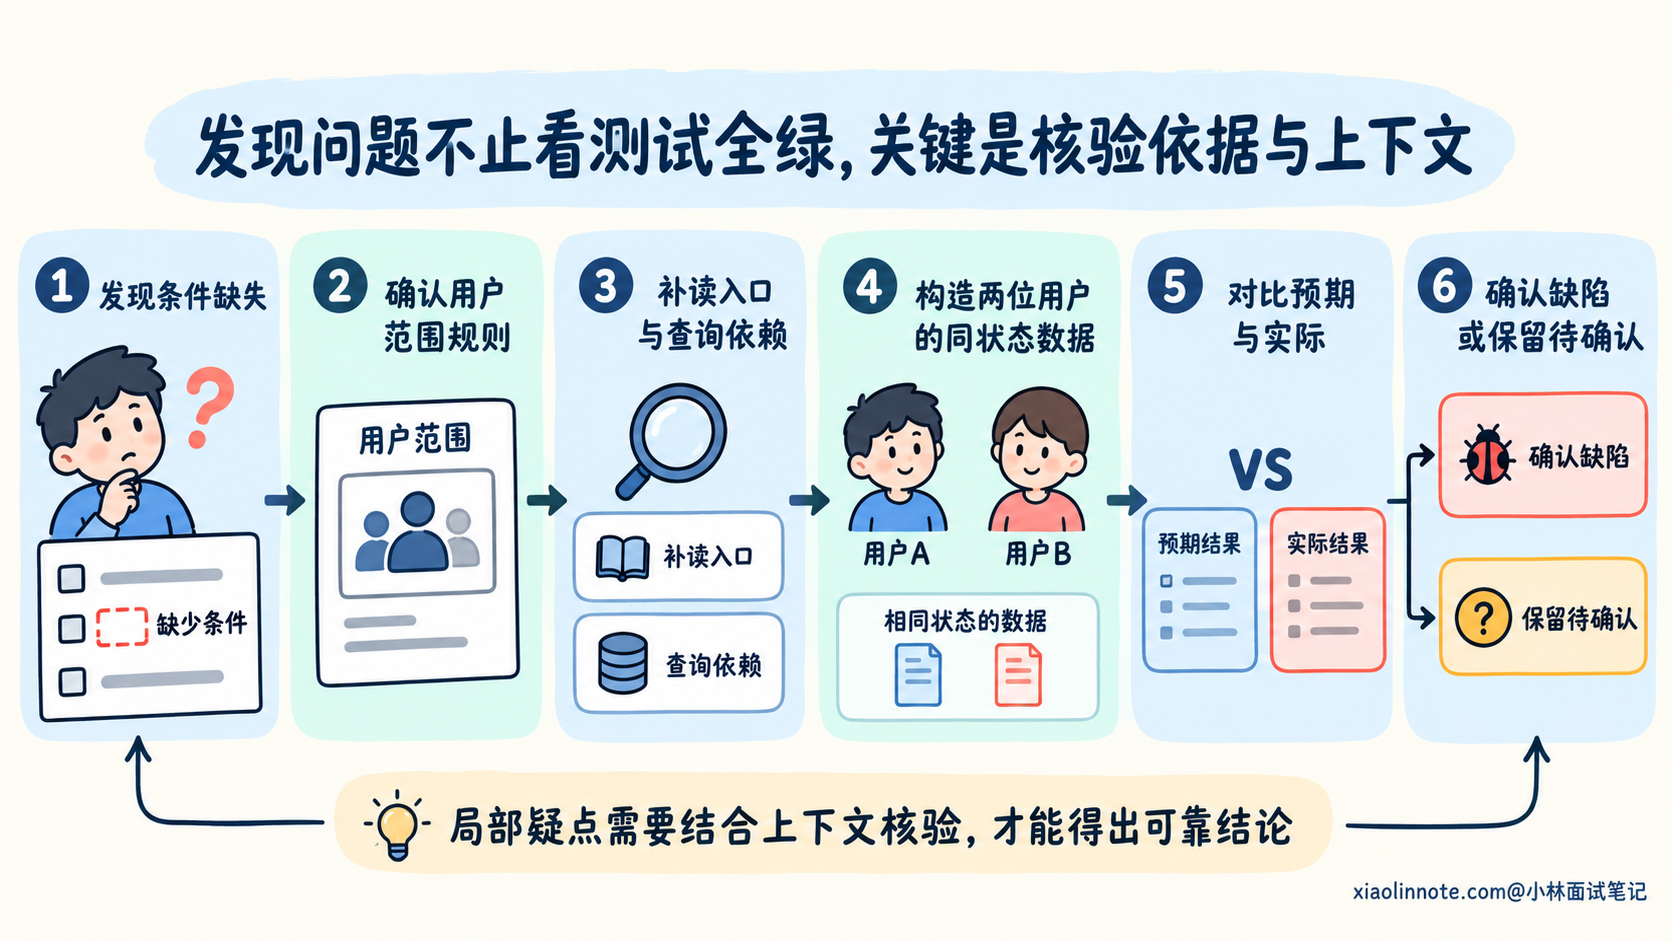 发现问题不止看测试全绿，关键是核验依据与上下文
1 发现条件缺失
缺少条件
2 确认用户
范围规则
用户范围
3 补读入口
与查询依赖
补读入口
查询依赖
4 构造两位用户
的同状态数据
用户A
用户B
相同状态的数据
5 对比预期
与实际
VS
预期结果
实际结果
6 确认缺陷
或保留待确认
确认缺陷
保留待确认
局部疑点需要结合上下文核验，才能得出可靠结论
xiaolinnote.com@小林面试笔记